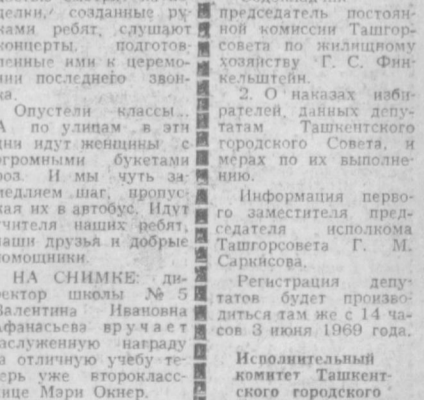 делки, созданные ру-
ками ребят, слушают
концерты, подготов-
ленные ими к церемо-
нии последнего звон-
ка.
Опустели классы...
А по улицам в эти
дни идут женщины с
огромными букетами
роз. И мы чуть за-
медляем шаг, пропус-
кая их в автобус. Идут
учителя наших ребят,
наши друзья и добрые
помощники.
НА СНИМКЕ: ди-
ректор школы № 5
Валентина Ивановна
Афанасьева вручает
заслуженную награду
за отличную учебу те-
перь уже второкласс-
нице Мэри Окнер.
председатель постоян-
ной комиссии Ташгор-
совета по жилищному
хозяйству Г. С. Фин-
кельштейн.
2. О наказах изби-
рателей, данных депу-
татам Ташкентского
городского Совета, и
мерах по их выполне-
нию.
Информация перво-
го заместителя пред-
седателя исполкома
Ташгорсовета Г. М.
Саркисова.
Регистрация депу-
татов будет произво-
диться там же с 14 ча-
сов 3 июня 1969 года.
Исполнительный
комитет Ташкент-
ского городского